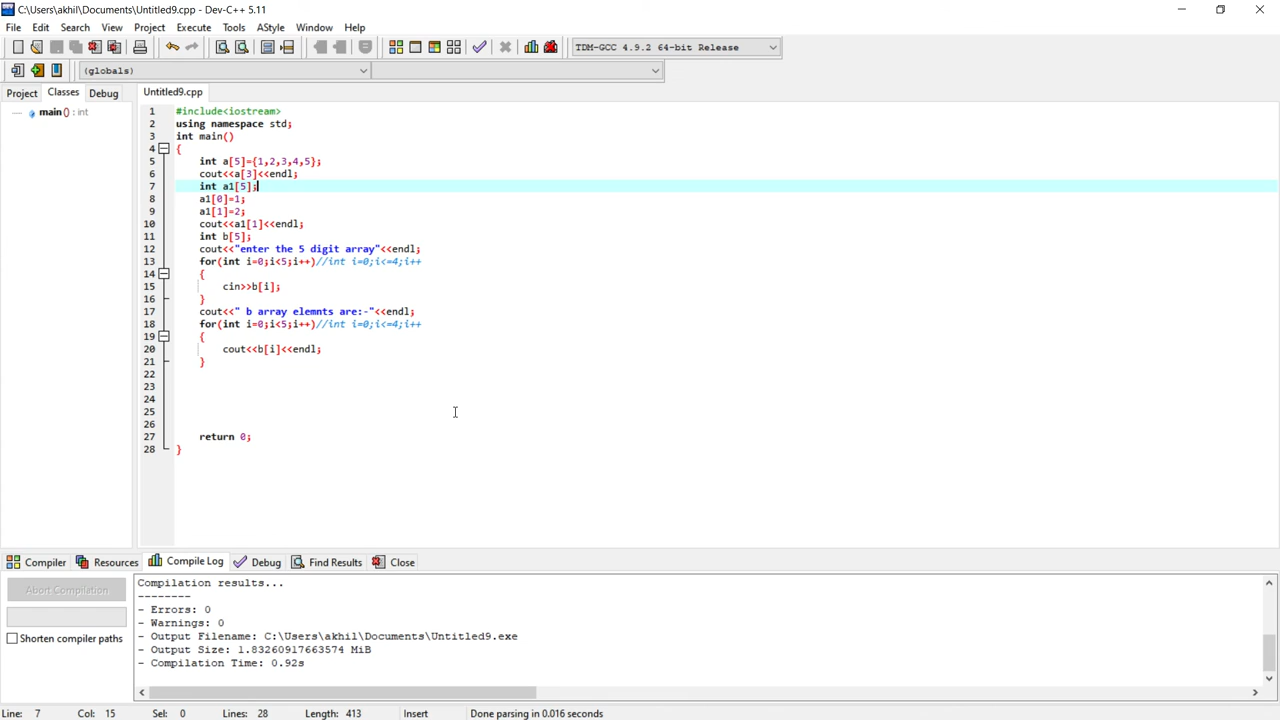 C:\Users\akhil\Documents\Untitled9.cpp - Dev-C++ 5.11
File Edit Search View Project Execute Tools AStyle Window Help
TDM-GCC 4.9.2 64-bit Release
(globals)
Project Classes Debug Untitled9.cpp
main () : int
1 #include<iostream>
2 using namespace std;
3 int main()
4 {
5 int a[5]={1,2,3,4,5};
6 cout<<a[3]<<endl;
7 int a1[5];
8 a1[0]=1;
9 a1[1]=2;
10 cout<<a1[1]<<endl;
11 int b[5];
12 cout<<"enter the 5 digit array"<<endl;
13 for(int i=0;i<5;i++)//int i=0;i<=4;i++
14 {
15 cin>>b[i];
16 }
17 cout<<" b array elemnts are:-"<<endl;
18 for(int i=0;i<5;i++)//int i=0;i<=4;i++
19 {
20 cout<<b[i]<<endl;
21 }
22
23
24
25
26
27 return 0;
28 }
Compiler Resources Compile Log Debug Find Results Close
Abort Compilation
Shorten compiler paths
Compilation results...
--------
- Errors: 0
- Warnings: 0
- Output Filename: C:\Users\akhil\Documents\Untitled9.exe
- Output Size: 1.83260917663574 MiB
- Compilation Time: 0.92s
Line: 7 Col: 15 Sel: 0 Lines: 28 Length: 413 Insert Done parsing in 0.016 seconds